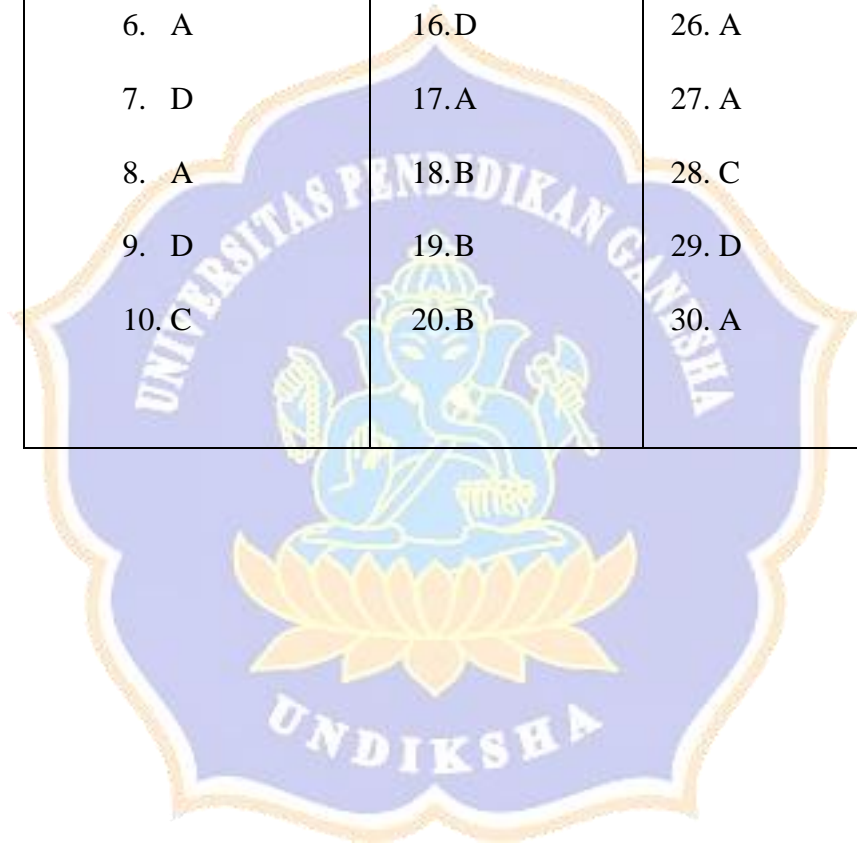 6. A 16.D 26. A
7. D 17.A 27. A
8. A 18.B 28. C
9. D 19.B 29. D
10. C 20.B 30. A
UNIVERSITAS PENDIDIKAN GANESHA
UNDIKSHA